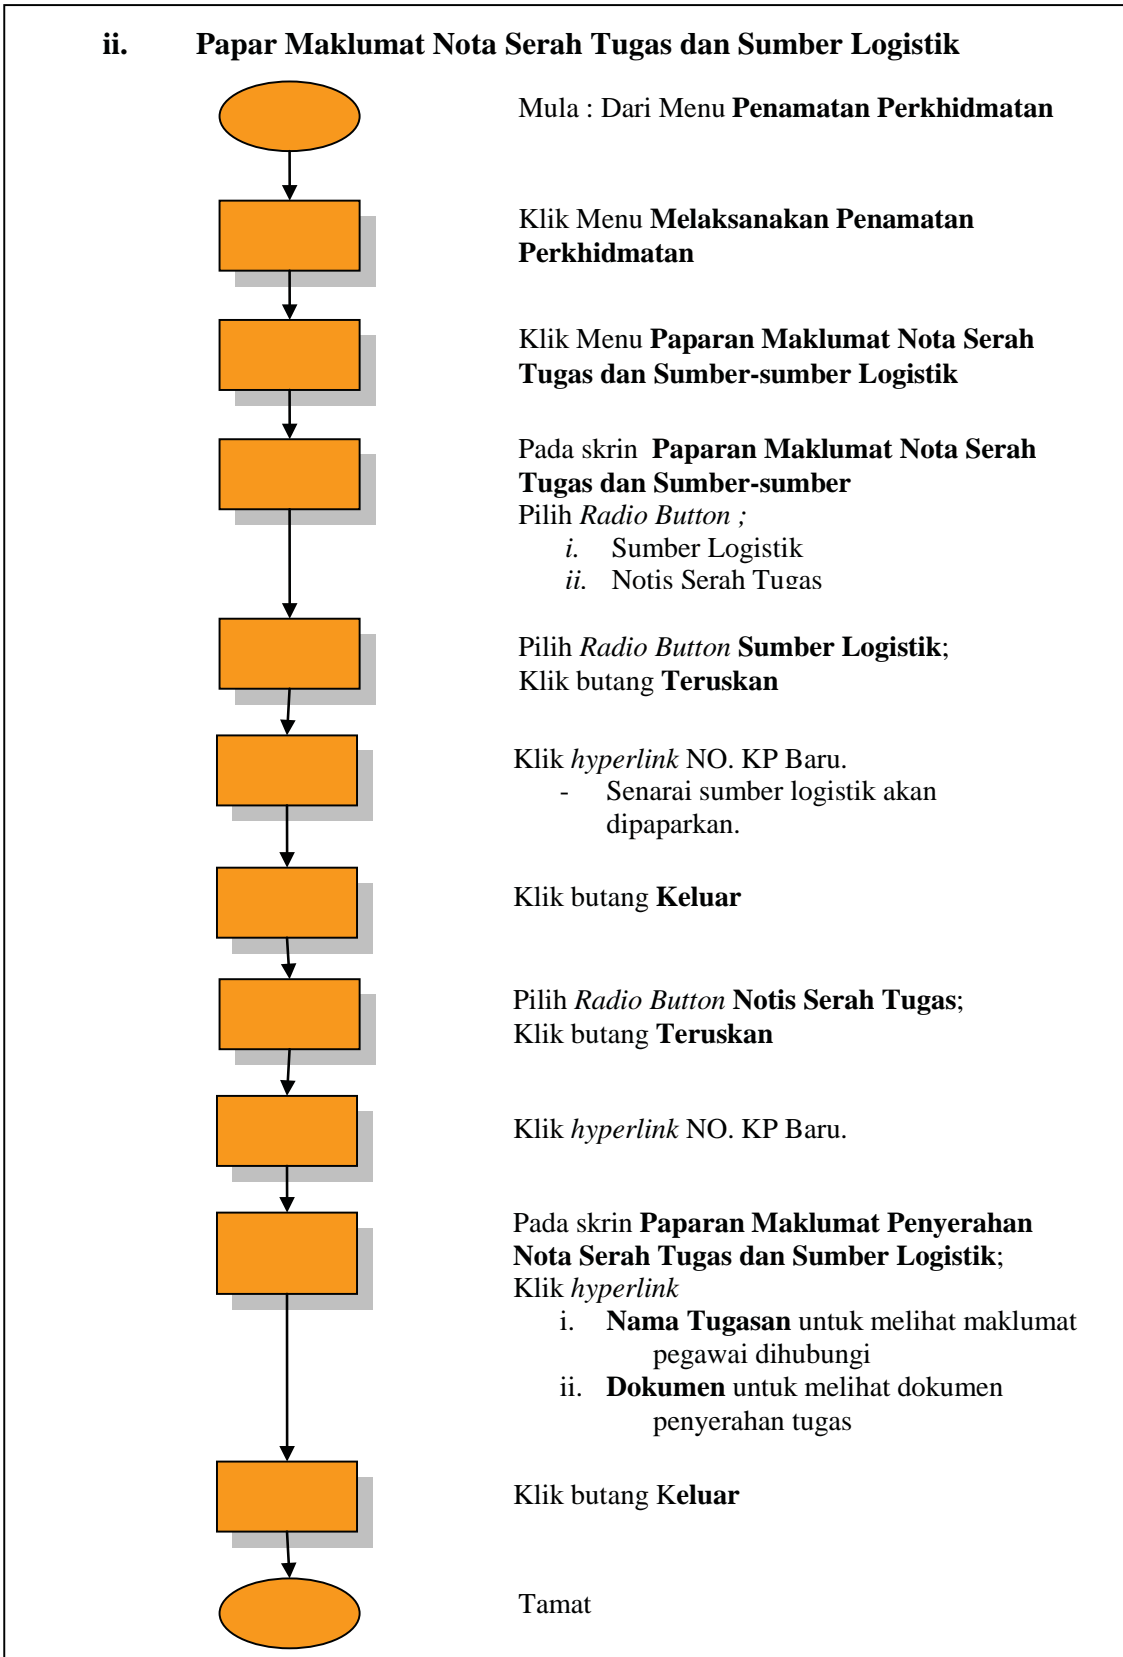 ii. Papar Maklumat Nota Serah Tugas dan Sumber Logistik
Mula : Dari Menu Penamatan Perkhidmatan
Klik Menu Melaksanakan Penamatan
Perkhidmatan
Klik Menu Paparan Maklumat Nota Serah
Tugas dan Sumber-sumber Logistik
Pada skrin Paparan Maklumat Nota Serah
Tugas dan Sumber-sumber
Pilih Radio Button ;
i. Sumber Logistik
ii. Notis Serah Tugas
Pilih Radio Button Sumber Logistik;
Klik butang Teruskan
Klik hyperlink NO. KP Baru.
- Senarai sumber logistik akan
dipaparkan.
Klik butang Keluar
Pilih Radio Button Notis Serah Tugas;
Klik butang Teruskan
Klik hyperlink NO. KP Baru.
Pada skrin Paparan Maklumat Penyerahan
Nota Serah Tugas dan Sumber Logistik;
Klik hyperlink
i. Nama Tugasan untuk melihat maklumat
pegawai dihubungi
ii. Dokumen untuk melihat dokumen
penyerahan tugas
Klik butang Keluar
Tamat